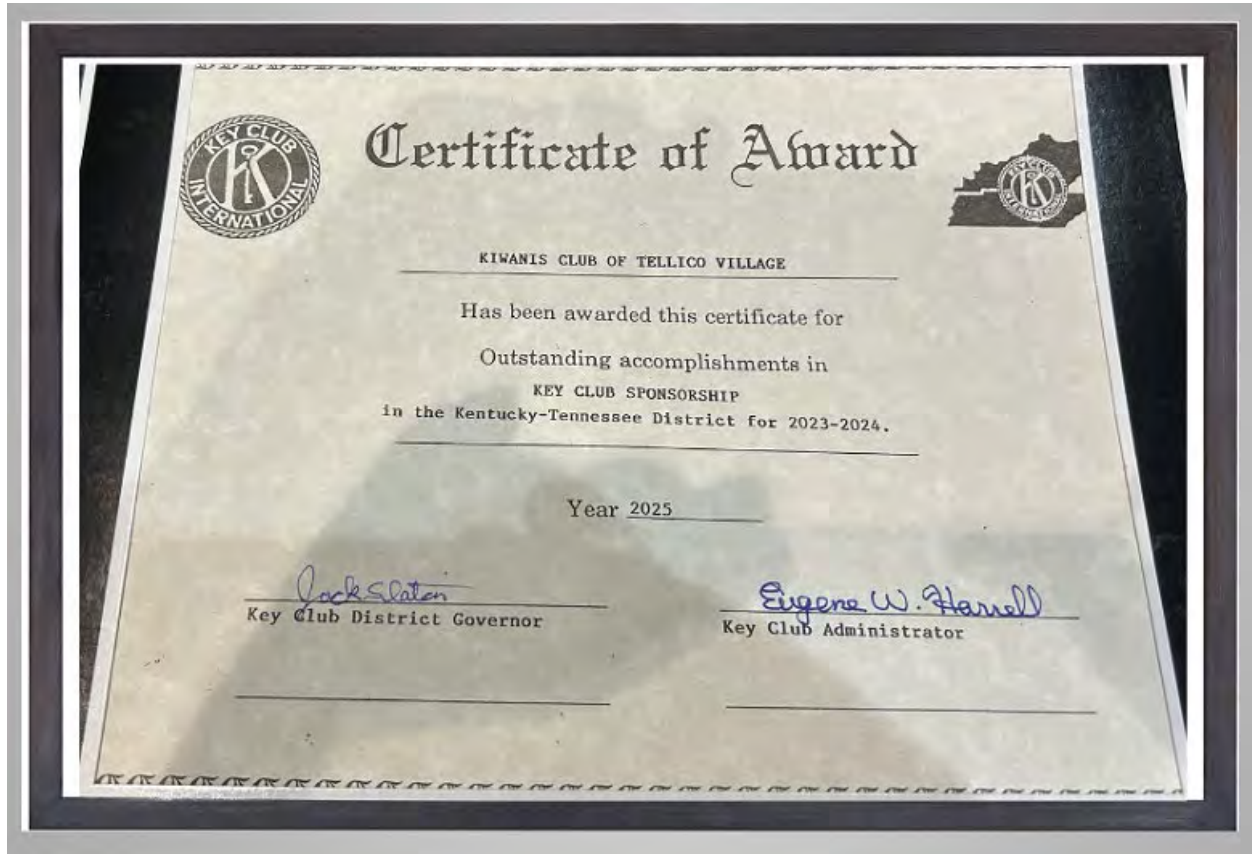 KEY CLUB INTERNATIONAL
Certificate of Award
KIWANIS CLUB OF TELLICO VILLAGE
Has been awarded this certificate for
Outstanding accomplishments in
KEY CLUB SPONSORSHIP
in the Kentucky-Tennessee District for 2023-2024.
Year 2025
Jack Slaton
Eugene W. Harrell
Key Club District Governor
Key Club Administrator